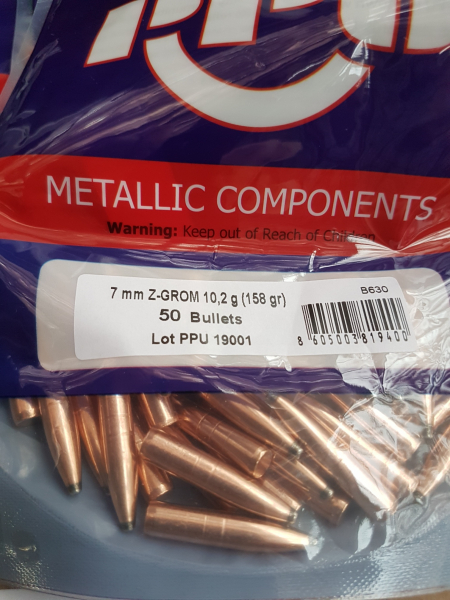 PPU
METALLIC COMPONENTS
Warning: Keep out of Reach of Children
7 mm Z-GROM 10,2 g (158 gr)
B630
50 Bullets
Lot PPU 19001
8 605003 819400